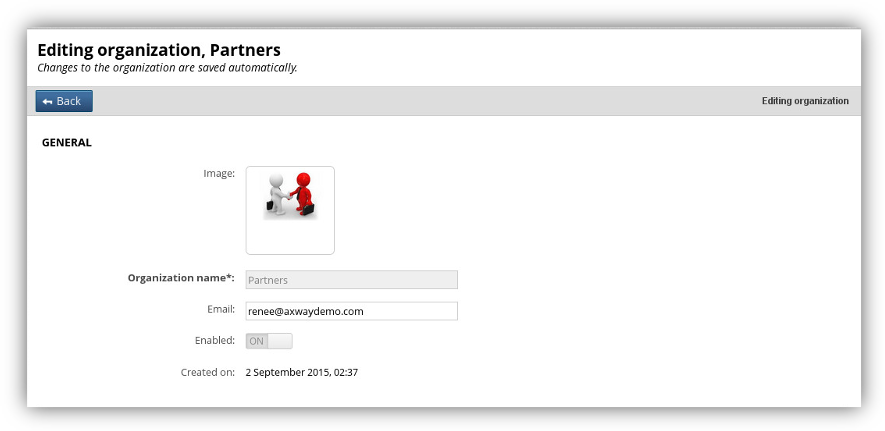 Editing organization, Partners
Changes to the organization are saved automatically.
Back
Editing organization
GENERAL
Image:
Organization name*: Partners
Email: renee@axwaydemo.com
Enabled: ON
Created on: 2 September 2015, 02:37